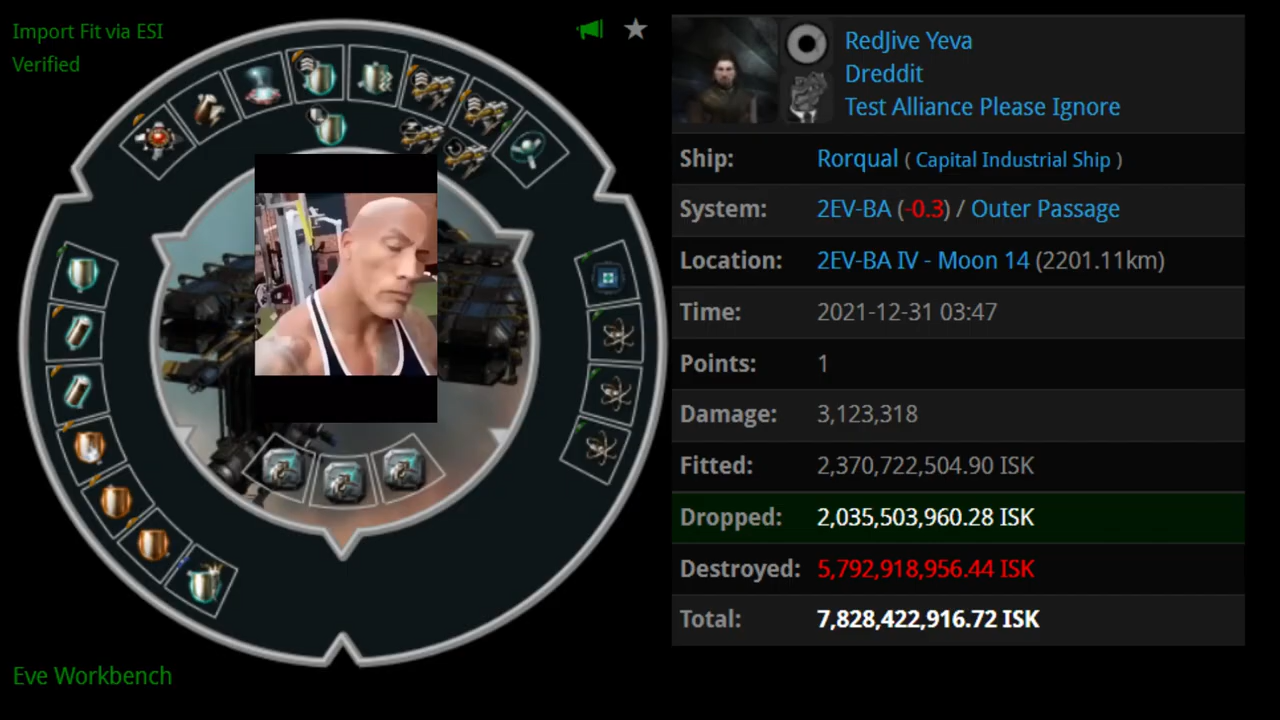 Import Fit via ESI
Verified
RedJive Yeva
Dreddit
Test Alliance Please Ignore
Ship: Rorqual ( Capital Industrial Ship )
System: 2EV-BA (-0.3) / Outer Passage
Location: 2EV-BA IV - Moon 14 (2201.11km)
Time: 2021-12-31 03:47
Points: 1
Damage: 3,123,318
Fitted: 2,370,722,504.90 ISK
Dropped: 2,035,503,960.28 ISK
Destroyed: 5,792,918,956.44 ISK
Total: 7,828,422,916.72 ISK
Eve Workbench